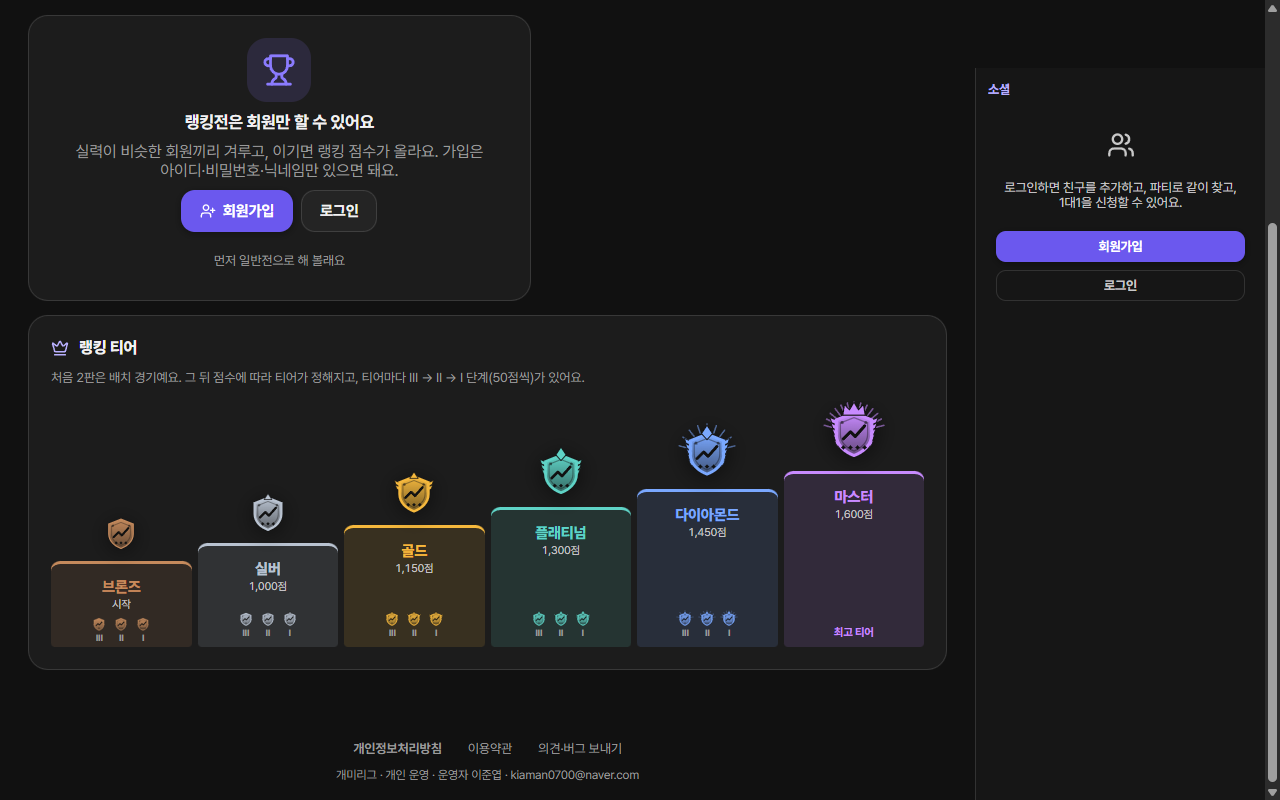 랭킹전은 회원만 할 수 있어요
실력이 비슷한 회원끼리 겨루고, 이기면 랭킹 점수가 올라요. 가입은
아이디·비밀번호·닉네임만 있으면 돼요.
회원가입
로그인
먼저 일반전으로 해 볼래요
소셜
로그인하면 친구를 추가하고, 파티로 같이 찾고,
1대1을 신청할 수 있어요.
회원가입
로그인
랭킹 티어
처음 2판은 배치 경기예요. 그 뒤 점수에 따라 티어가 정해지고, 티어마다 III → II → I 단계(50점씩)가 있어요.
브론즈
시작
III II I
실버
1,000점
III II I
골드
1,150점
III II I
플래티넘
1,300점
III II I
다이아몬드
1,450점
III II I
마스터
1,600점
최고 티어
개인정보처리방침 이용약관 의견·버그 보내기
개미리그 · 개인 운영 · 운영자 이준엽 · kiaman0700@naver.com